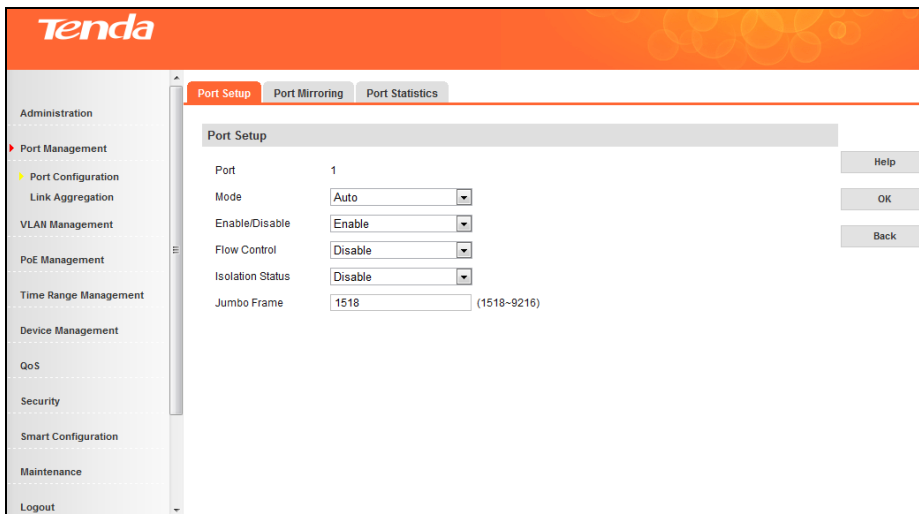 Tenda
Administration
Port Management
Port Configuration
Link Aggregation
VLAN Management
PoE Management
Time Range Management
Device Management
QoS
Security
Smart Configuration
Maintenance
Logout
Port Setup Port Mirroring Port Statistics
Port Setup
Port 1
Mode Auto
Enable/Disable Enable
Flow Control Disable
Isolation Status Disable
Jumbo Frame 1518 (1518~9216)
Help
OK
Back